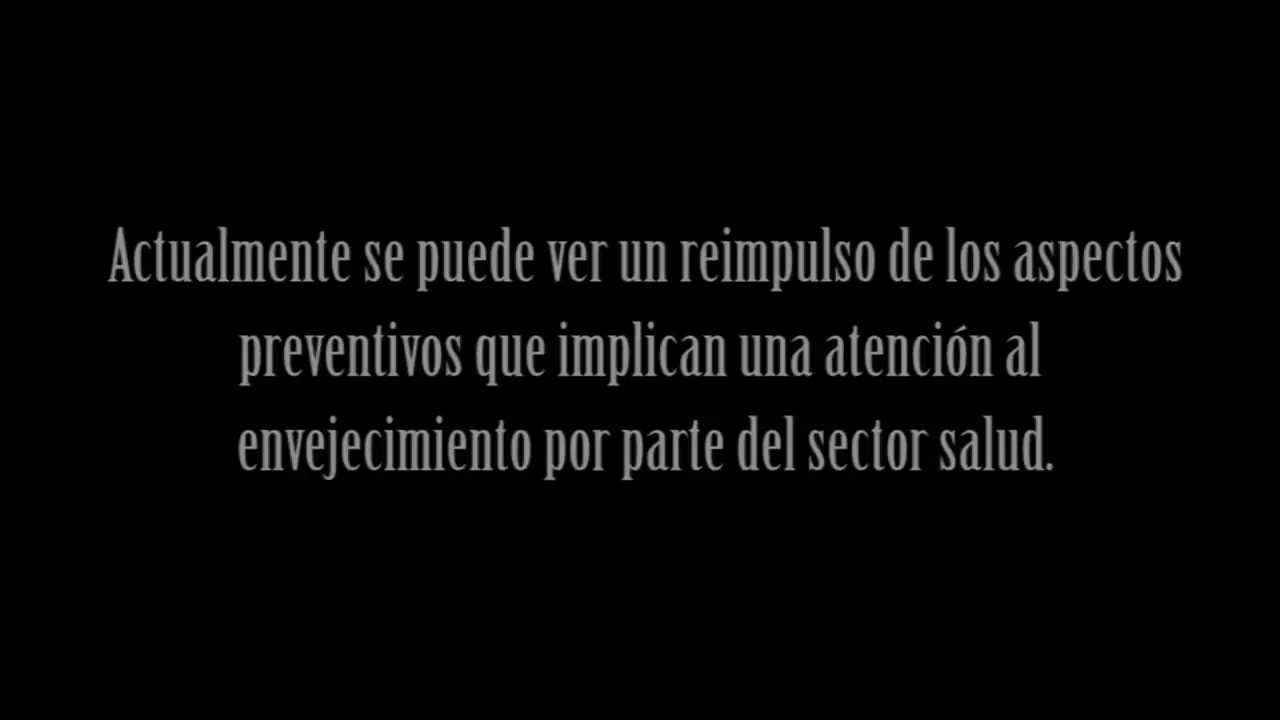 Actualmente se puede ver un reimpulso de los aspectos
preventivos que implican una atención al
envejecimiento por parte del sector salud.